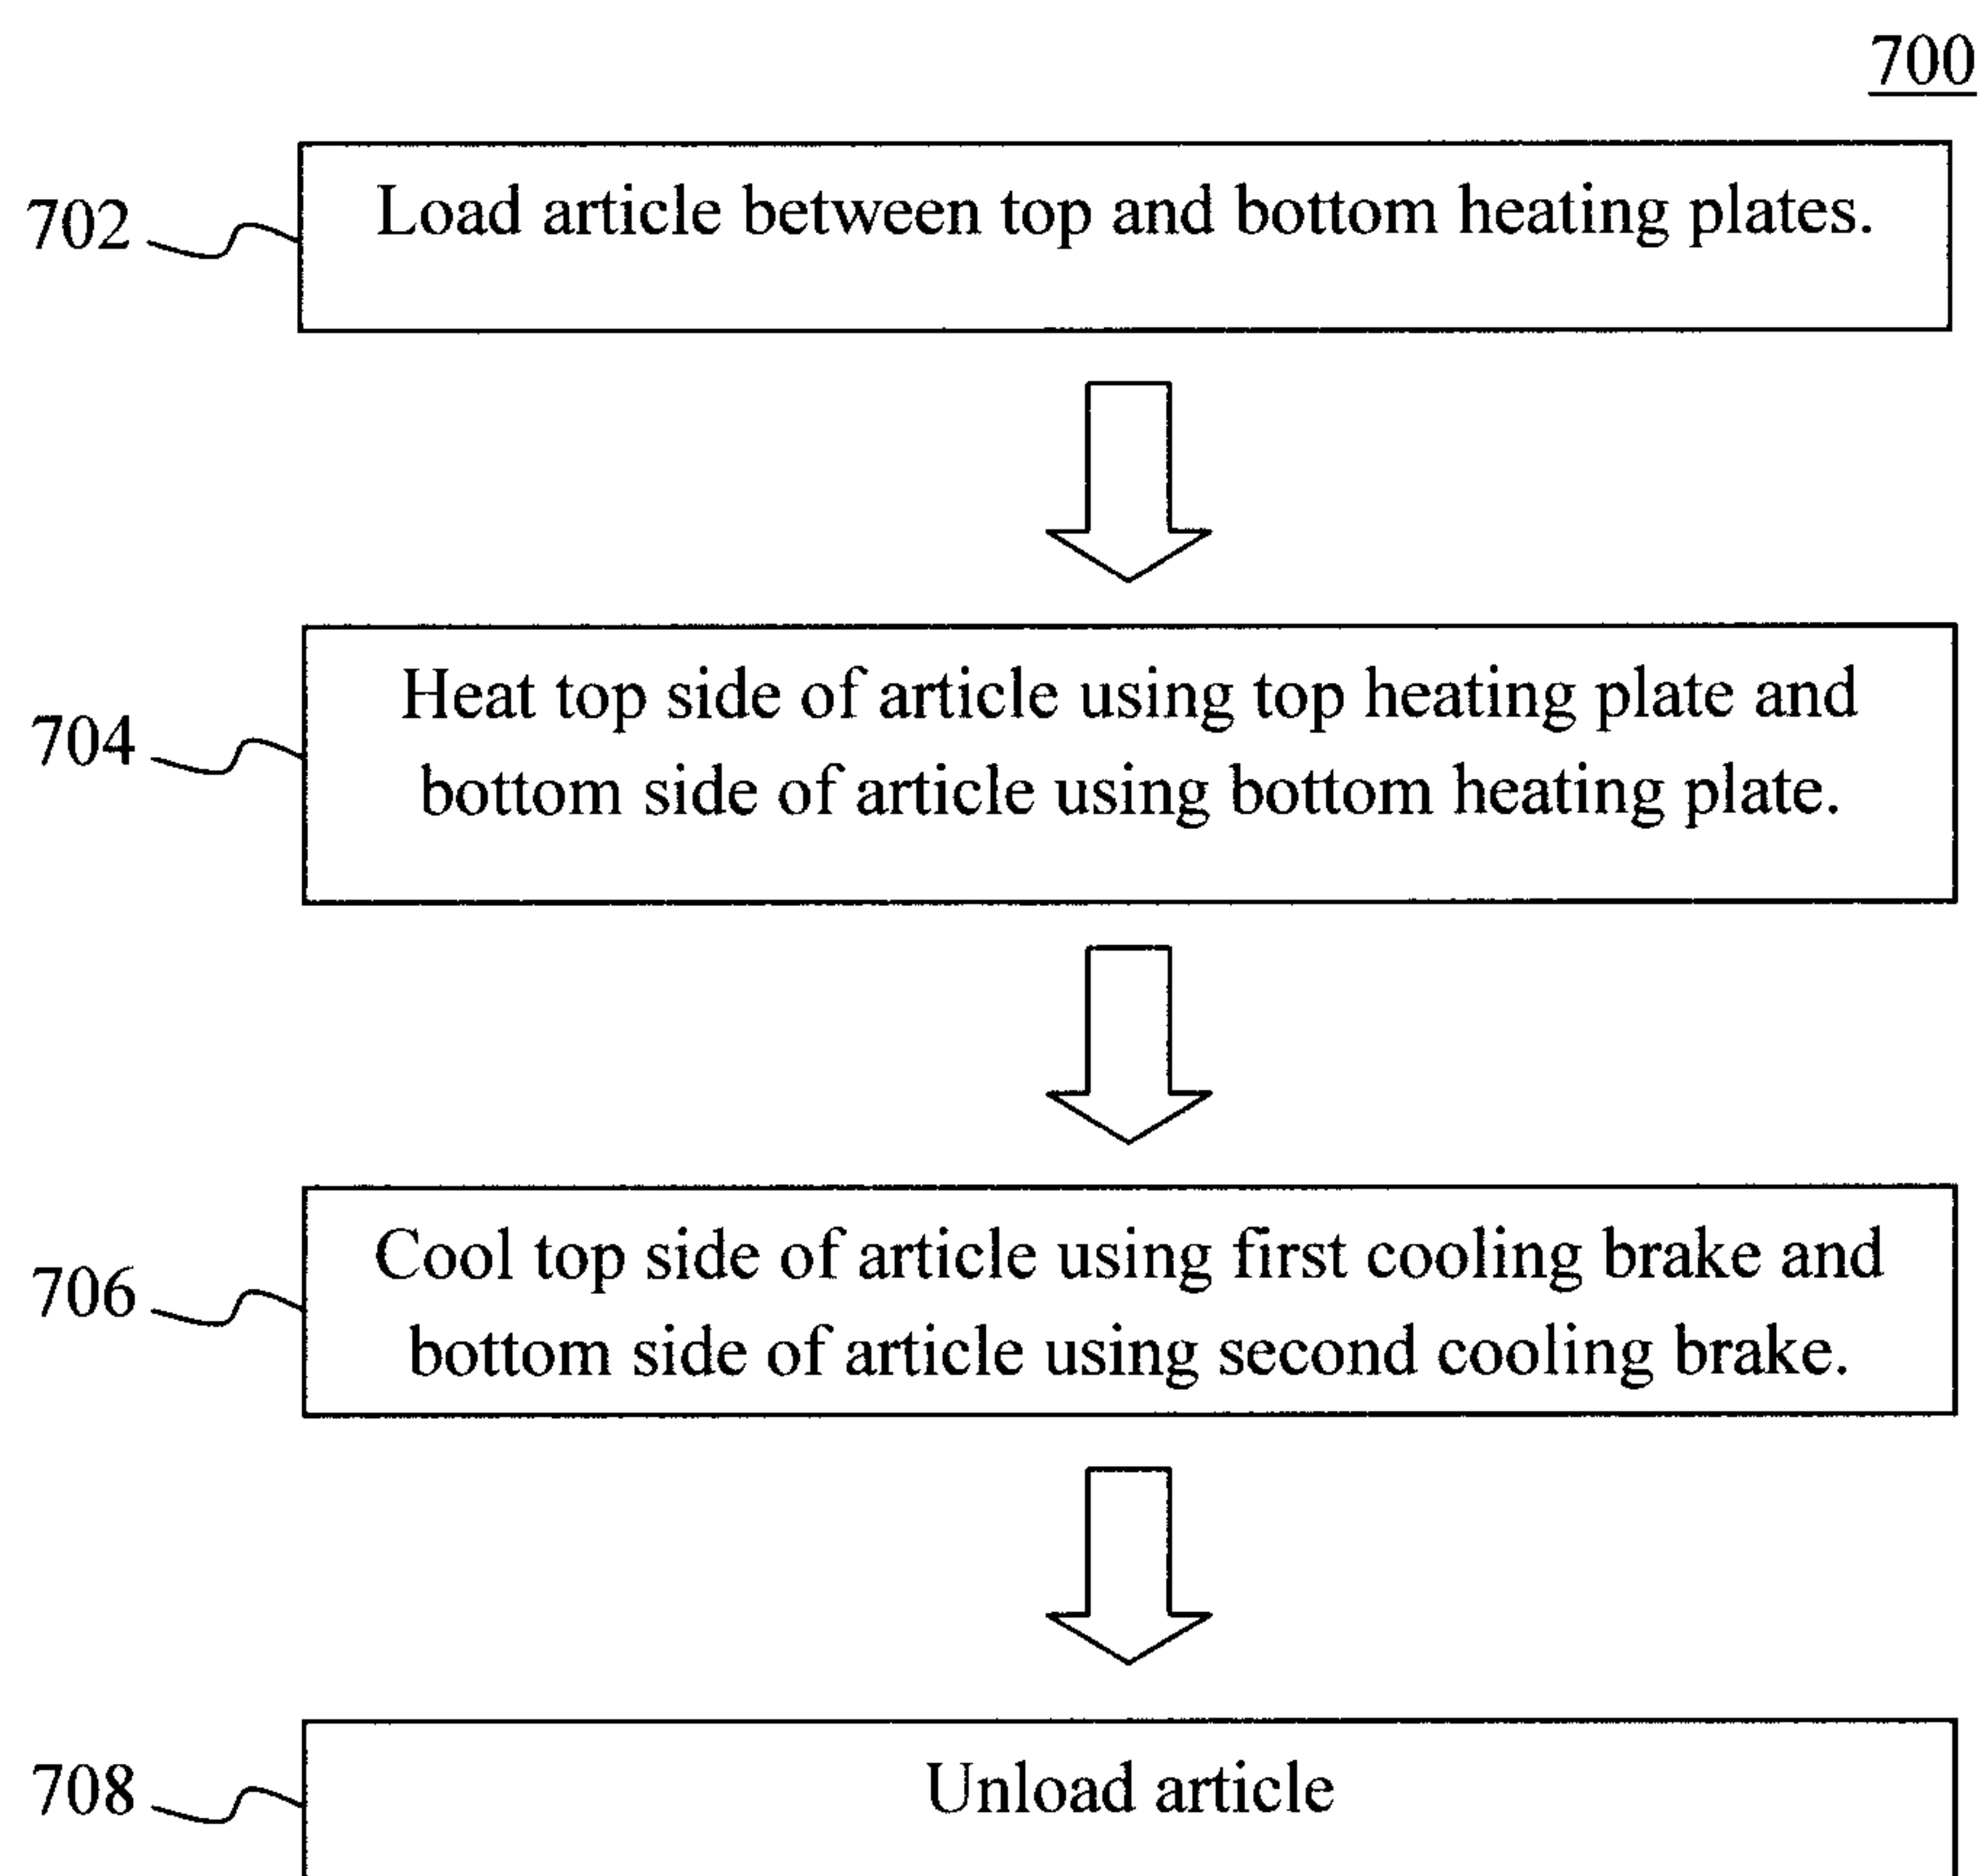 700
702
Load article between top and bottom heating plates.
704
Heat top side of article using top heating plate and
bottom side of article using bottom heating plate.
706
Cool top side of article using first cooling brake and
bottom side of article using second cooling brake.
708
Unload article